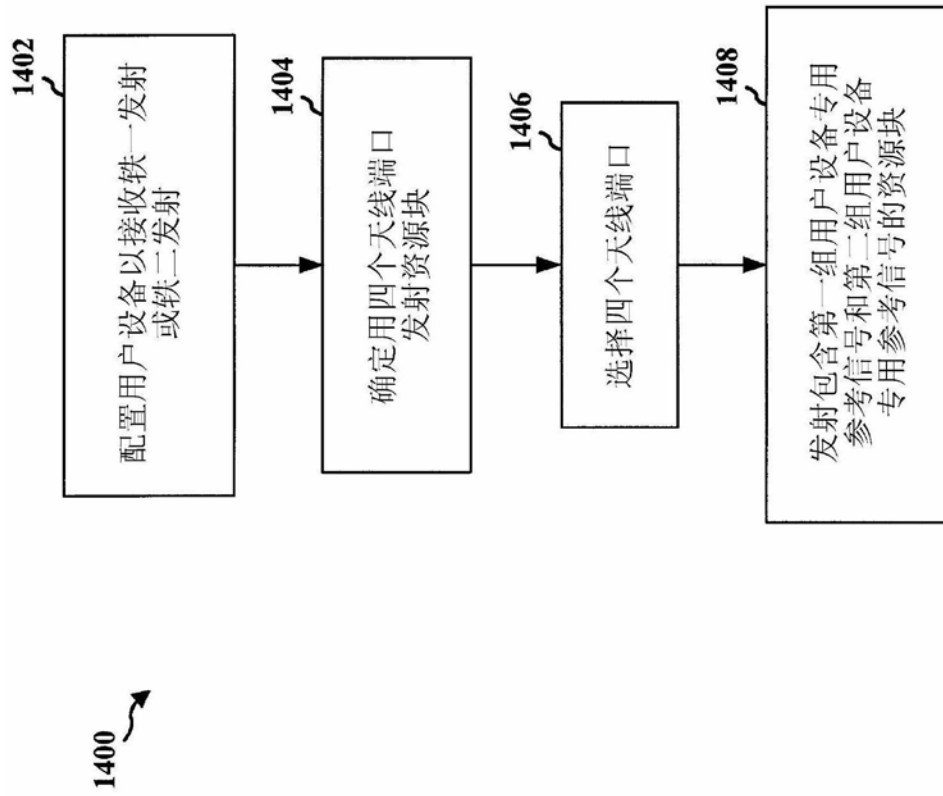 1400
1402
配置用户设备以接收轶一发射
或轶二发射
1404
确定用四个天线端口
发射资源块
1406
选择四个天线端口
1408
发射包含第一组用户设备专用
参考信号和第二组用户设备
专用参考信号的资源块